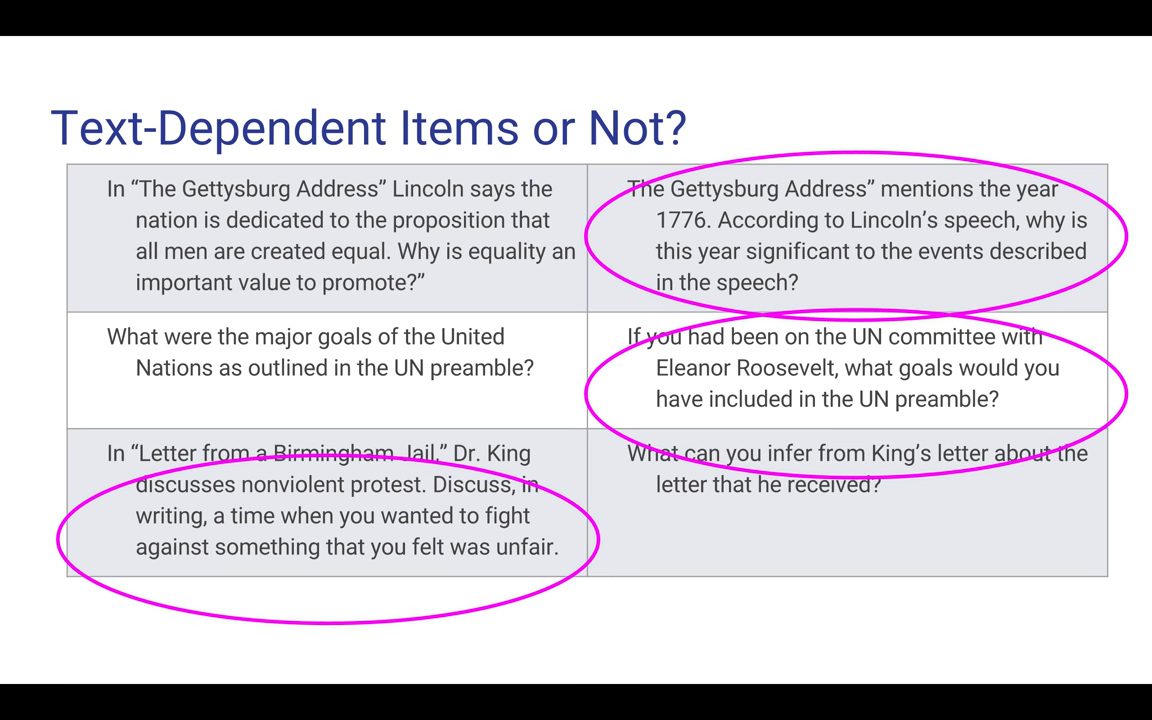 Text-Dependent Items or Not?
In “The Gettysburg Address” Lincoln says the
nation is dedicated to the proposition that
all men are created equal. Why is equality an
important value to promote?”
The Gettysburg Address” mentions the year
1776. According to Lincoln’s speech, why is
this year significant to the events described
in the speech?
What were the major goals of the United
Nations as outlined in the UN preamble?
If you had been on the UN committee with
Eleanor Roosevelt, what goals would you
have included in the UN preamble?
In “Letter from a Birmingham Jail,” Dr. King
discusses nonviolent protest. Discuss, in
writing, a time when you wanted to fight
against something that you felt was unfair.
What can you infer from King’s letter about the
letter that he received?